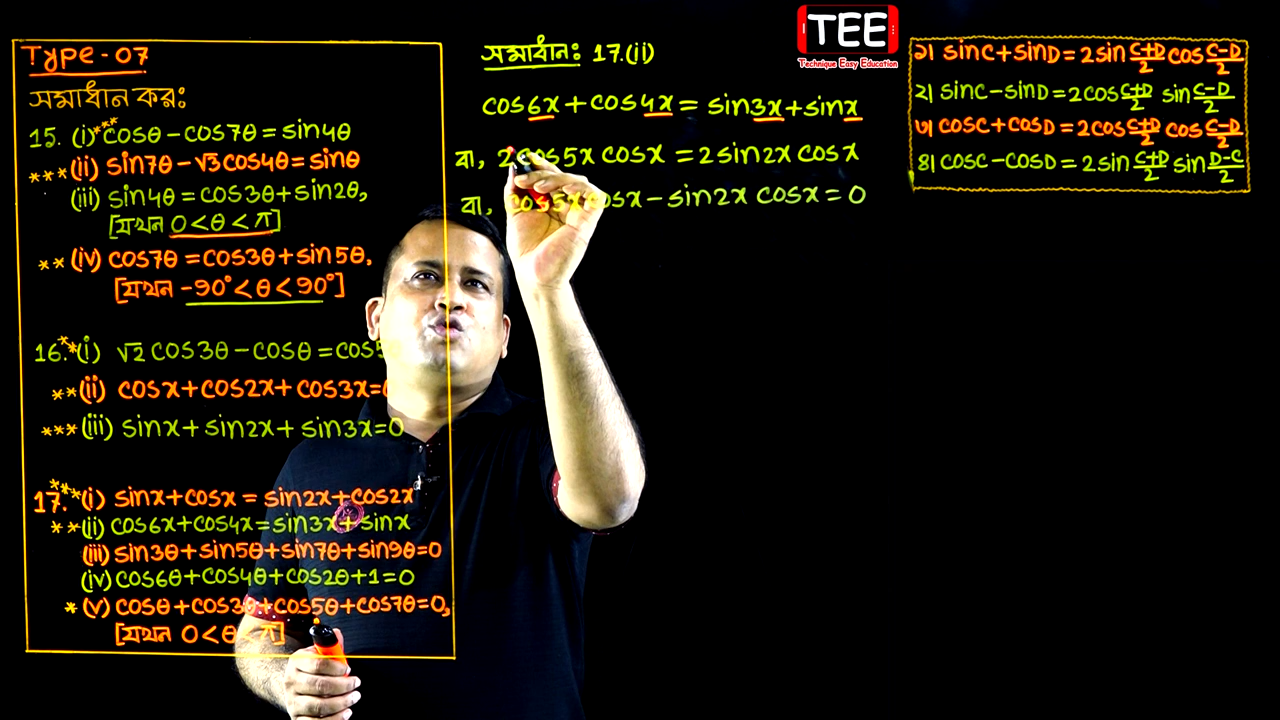 Type-07
সমাধান কর:
15. (i)*** cosθ − cos7θ = sin4θ
***(ii) sin7θ − √3cos4θ = sinθ
(iii) sin4θ = cos3θ + sin2θ,
[যখন 0 < θ < π]
**(iv) cos7θ = cos3θ + sin5θ,
[যখন -90° < θ < 90°]
16.**(i) √2 cos3θ − cosθ = cos5
**(ii) cosx + cos2x + cos3x =
***(iii) sinx + sin2x + sin3x = 0
17.***(i) sinx + cosx = sin2x + cos2x
**(ii) cos6x + cos4x = sin3x + sinx
(iii) sin3θ + sin5θ + sin7θ + sin9θ = 0
(iv) cos6θ + cos4θ + cos2θ + 1 = 0
*(v) cosθ + cos3θ + cos5θ + cos7θ = 0,
[যখন 0 < θ < π]
সমাধান: 17.(ii)
cos6x + cos4x = sin3x + sinx
বা, 2cos5x cosx = 2sin2x cosx
বা, cos5x cosx − sin2x cosx = 0
TEE
Technique Easy Education
১। sinC + sinD = 2sin (C+D)/2 cos (C−D)/2
২। sinC − sinD = 2cos (C+D)/2 sin (C−D)/2
৩। cosC + cosD = 2cos (C+D)/2 cos (C−D)/2
৪। cosC − cosD = 2sin (C+D)/2 sin (D−C)/2